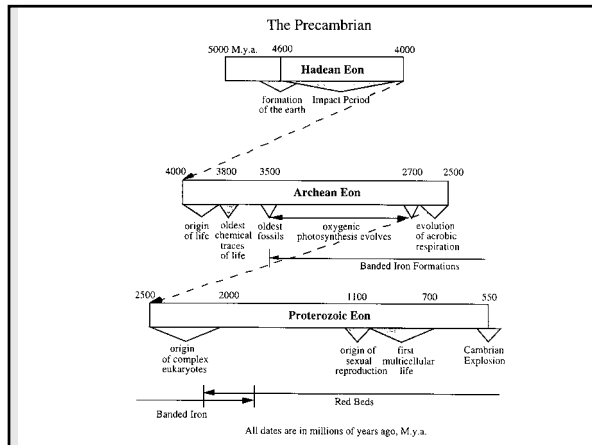 The Precambrian
5000 M.y.a. 4600 4000
Hadean Eon
formation Impact Period
of the earth
4000 3800 3500 2700 2500
Archean Eon
origin oldest oldest oxygenic evolution
of life chemical fossils photosynthesis evolves of aerobic
traces respiration
of life
Banded Iron Formations
2500 2000 1100 700 550
Proterozoic Eon
origin origin of first Cambrian
of complex sexual multicellular Explosion
eukaryotes reproduction life
Red Beds
Banded Iron
All dates are in millions of years ago, M.y.a.